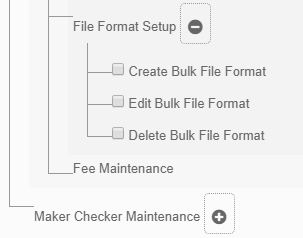 File Format Setup
Create Bulk File Format
Edit Bulk File Format
Delete Bulk File Format
Fee Maintenance
Maker Checker Maintenance